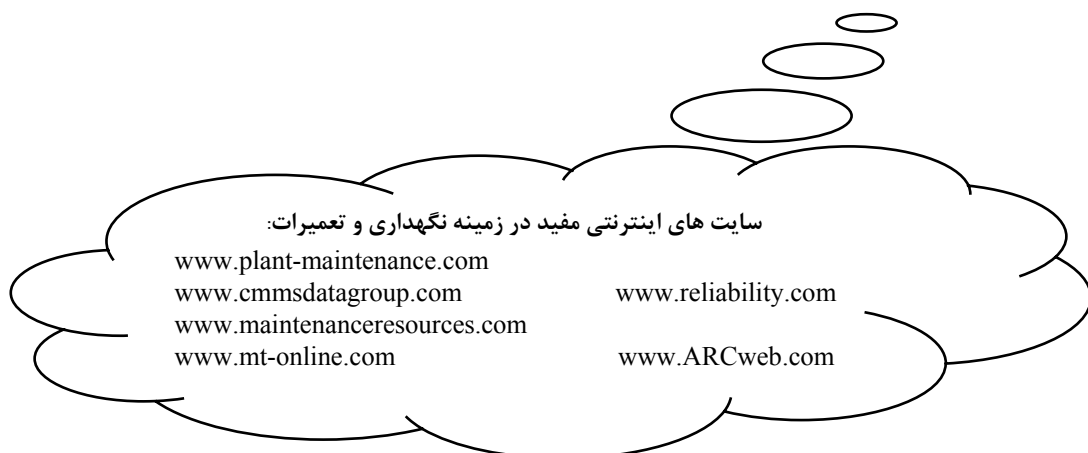 سایت های اینترنتی مفید در زمینه نگهداری و تعمیرات:
www.plant-maintenance.com
www.cmmsdatagroup.com www.reliability.com
www.maintenanceresources.com
www.mt-online.com www.ARCweb.com